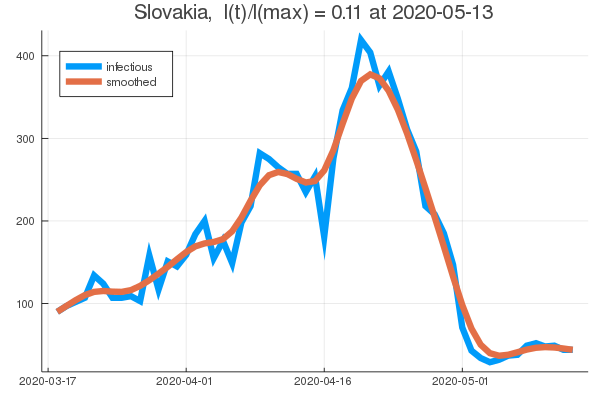 Slovakia, I(t)/I(max) = 0.11 at 2020-05-13
400
300
200
100
infectious
smoothed
2020-03-17
2020-04-01
2020-04-16
2020-05-01